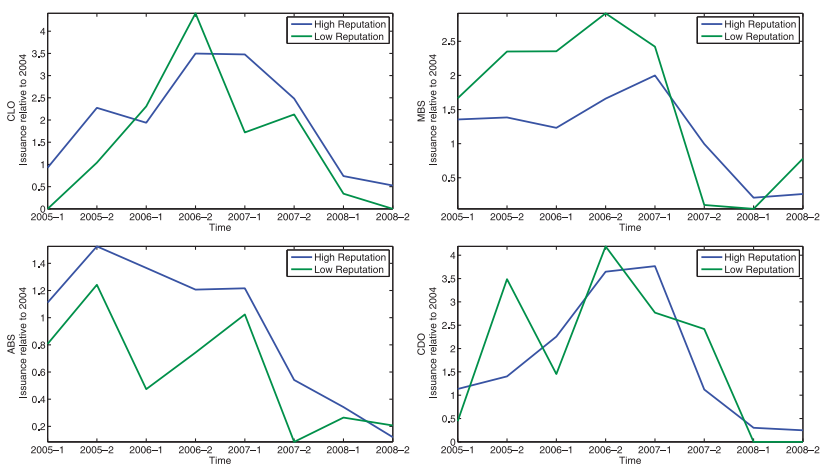 High Reputation
Low Reputation
CLO
Issuance relative to 2004
4
3.5
3
2.5
2
1.5
1
0.5
0
2005–1 2005–2 2006–1 2006–2 2007–1 2007–2 2008–1 2008–2
Time
High Reputation
Low Reputation
MBS
Issuance relative to 2004
2.5
2
1.5
1
0.5
2005–1 2005–2 2006–1 2006–2 2007–1 2007–2 2008–1 2008–2
Time
High Reputation
Low Reputation
ABS
Issuance relative to 2004
1.4
1.2
1
0.8
0.6
0.4
0.2
2005–1 2005–2 2006–1 2006–2 2007–1 2007–2 2008–1 2008–2
Time
High Reputation
Low Reputation
CDO
Issuance relative to 2004
4
3.5
3
2.5
2
1.5
1
0.5
0
2005–1 2005–2 2006–1 2006–2 2007–1 2007–2 2008–1 2008–2
Time